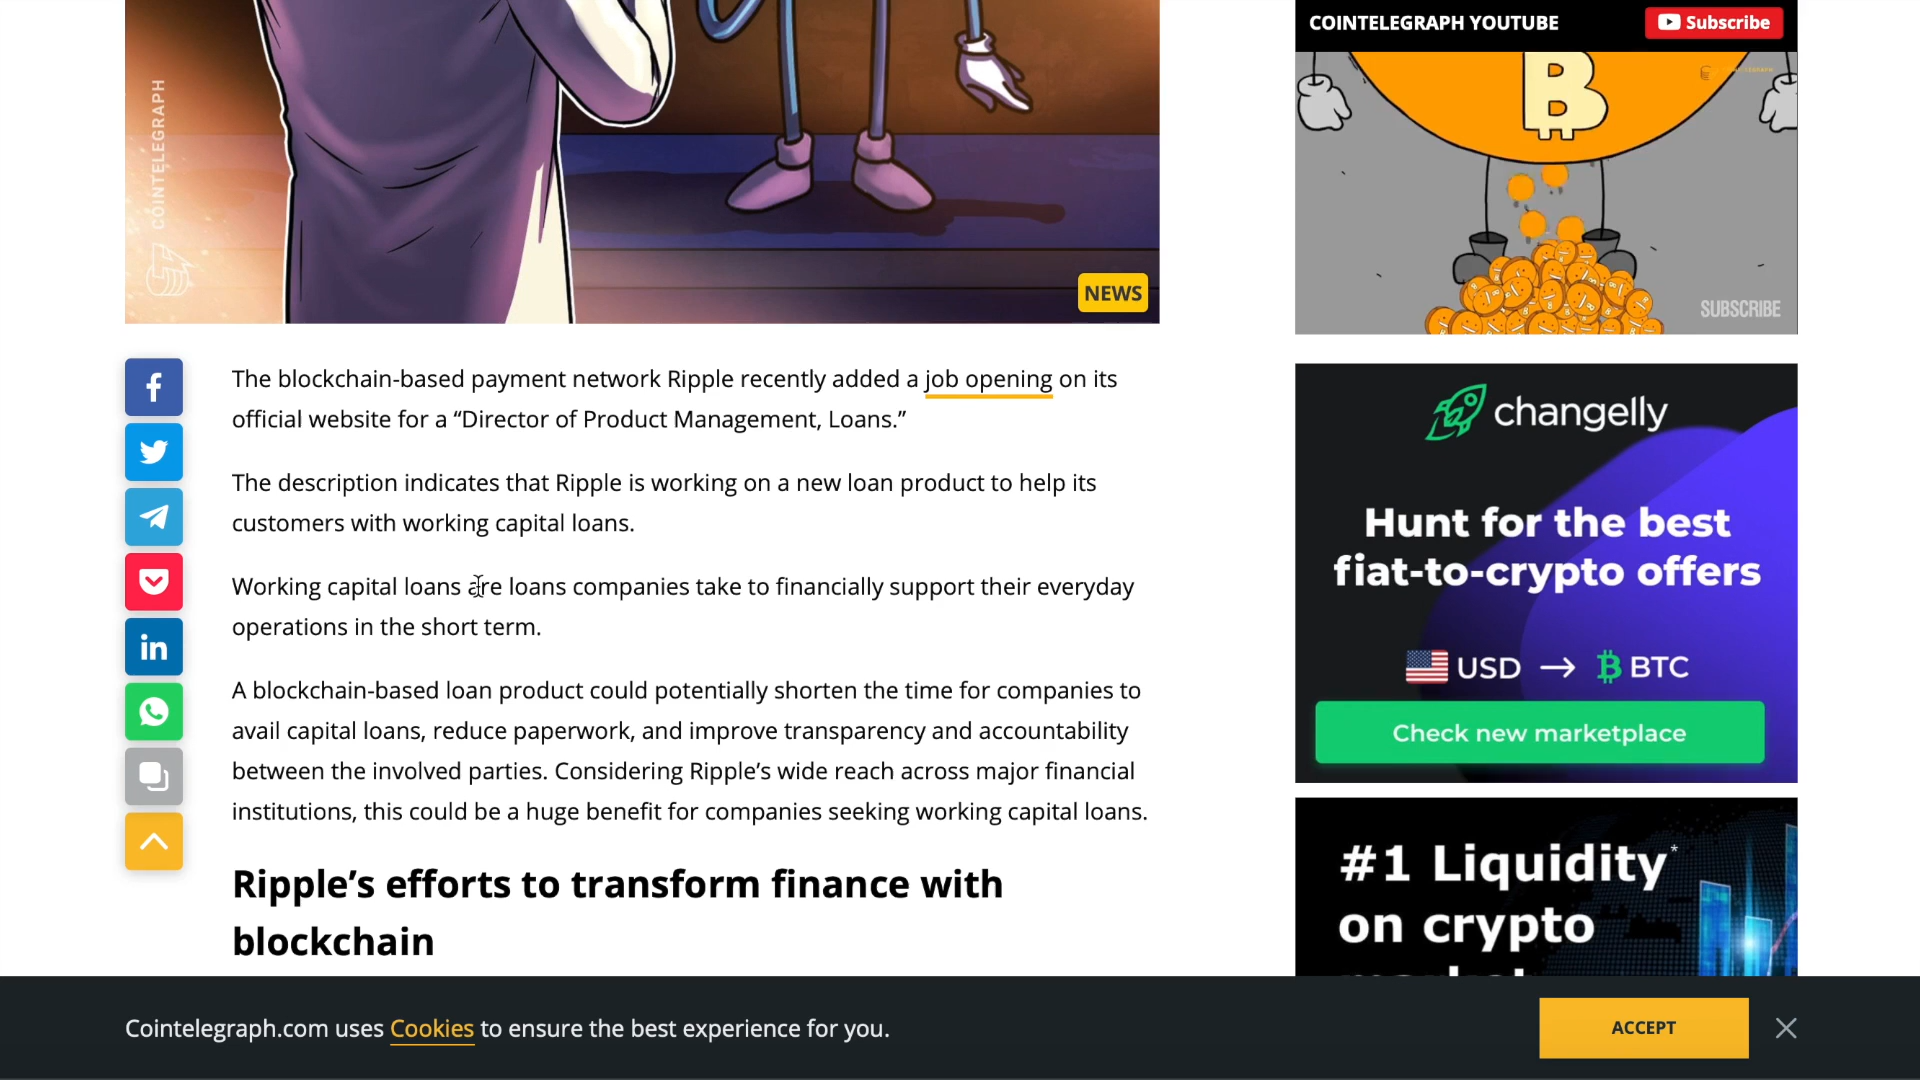 COINTELEGRAPH
NEWS
The blockchain-based payment network Ripple recently added a job opening on its
official website for a “Director of Product Management, Loans.”
The description indicates that Ripple is working on a new loan product to help its
customers with working capital loans.
Working capital loans are loans companies take to financially support their everyday
operations in the short term.
A blockchain-based loan product could potentially shorten the time for companies to
avail capital loans, reduce paperwork, and improve transparency and accountability
between the involved parties. Considering Ripple’s wide reach across major financial
institutions, this could be a huge benefit for companies seeking working capital loans.
Ripple’s efforts to transform finance with
blockchain
COINTELEGRAPH YOUTUBE
Subscribe
SUBSCRIBE
changelly
Hunt for the best
fiat-to-crypto offers
USD → BTC
Check new marketplace
#1 Liquidity*
on crypto
Cointelegraph.com uses Cookies to ensure the best experience for you.
ACCEPT